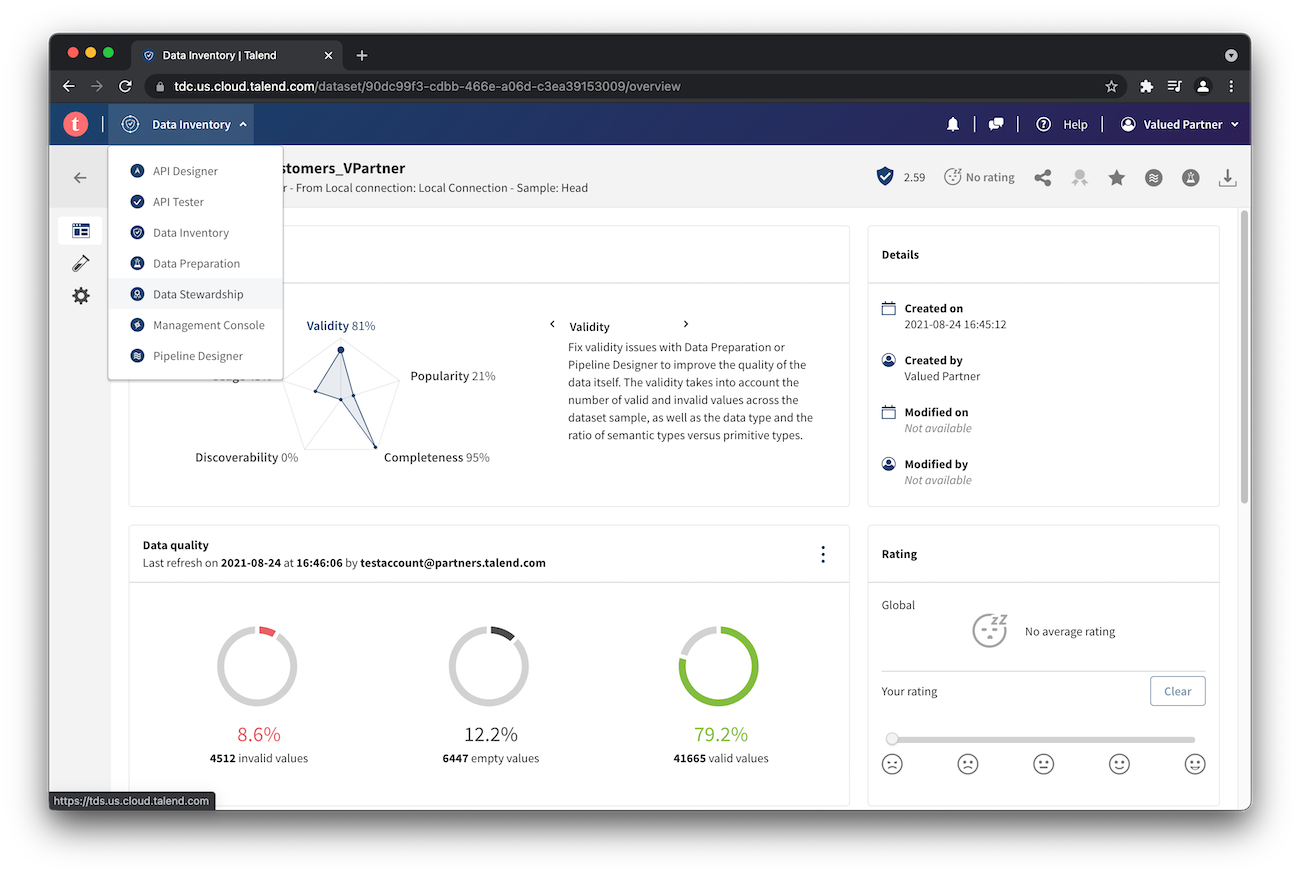 Data Inventory | Talend
tdc.us.cloud.talend.com/dataset/90dc99f3-cdbb-466e-a06d-c3ea39153009/overview
t
Data Inventory
Help
Valued Partner
API Designer
API Tester
Data Inventory
Data Preparation
Data Stewardship
Management Console
Pipeline Designer
stomers_VPartner
r - From Local connection: Local Connection - Sample: Head
2.59
No rating
Validity 81%
Popularity 21%
Completeness 95%
Discoverability 0%
Validity
Fix validity issues with Data Preparation or
Pipeline Designer to improve the quality of the
data itself. The validity takes into account the
number of valid and invalid values across the
dataset sample, as well as the data type and the
ratio of semantic types versus primitive types.
Details
Created on
2021-08-24 16:45:12
Created by
Valued Partner
Modified on
Not available
Modified by
Not available
Data quality
Last refresh on 2021-08-24 at 16:46:06 by testaccount@partners.talend.com
8.6%
4512 invalid values
12.2%
6447 empty values
79.2%
41665 valid values
Rating
Global
No average rating
Your rating
Clear
https://tds.us.cloud.talend.com